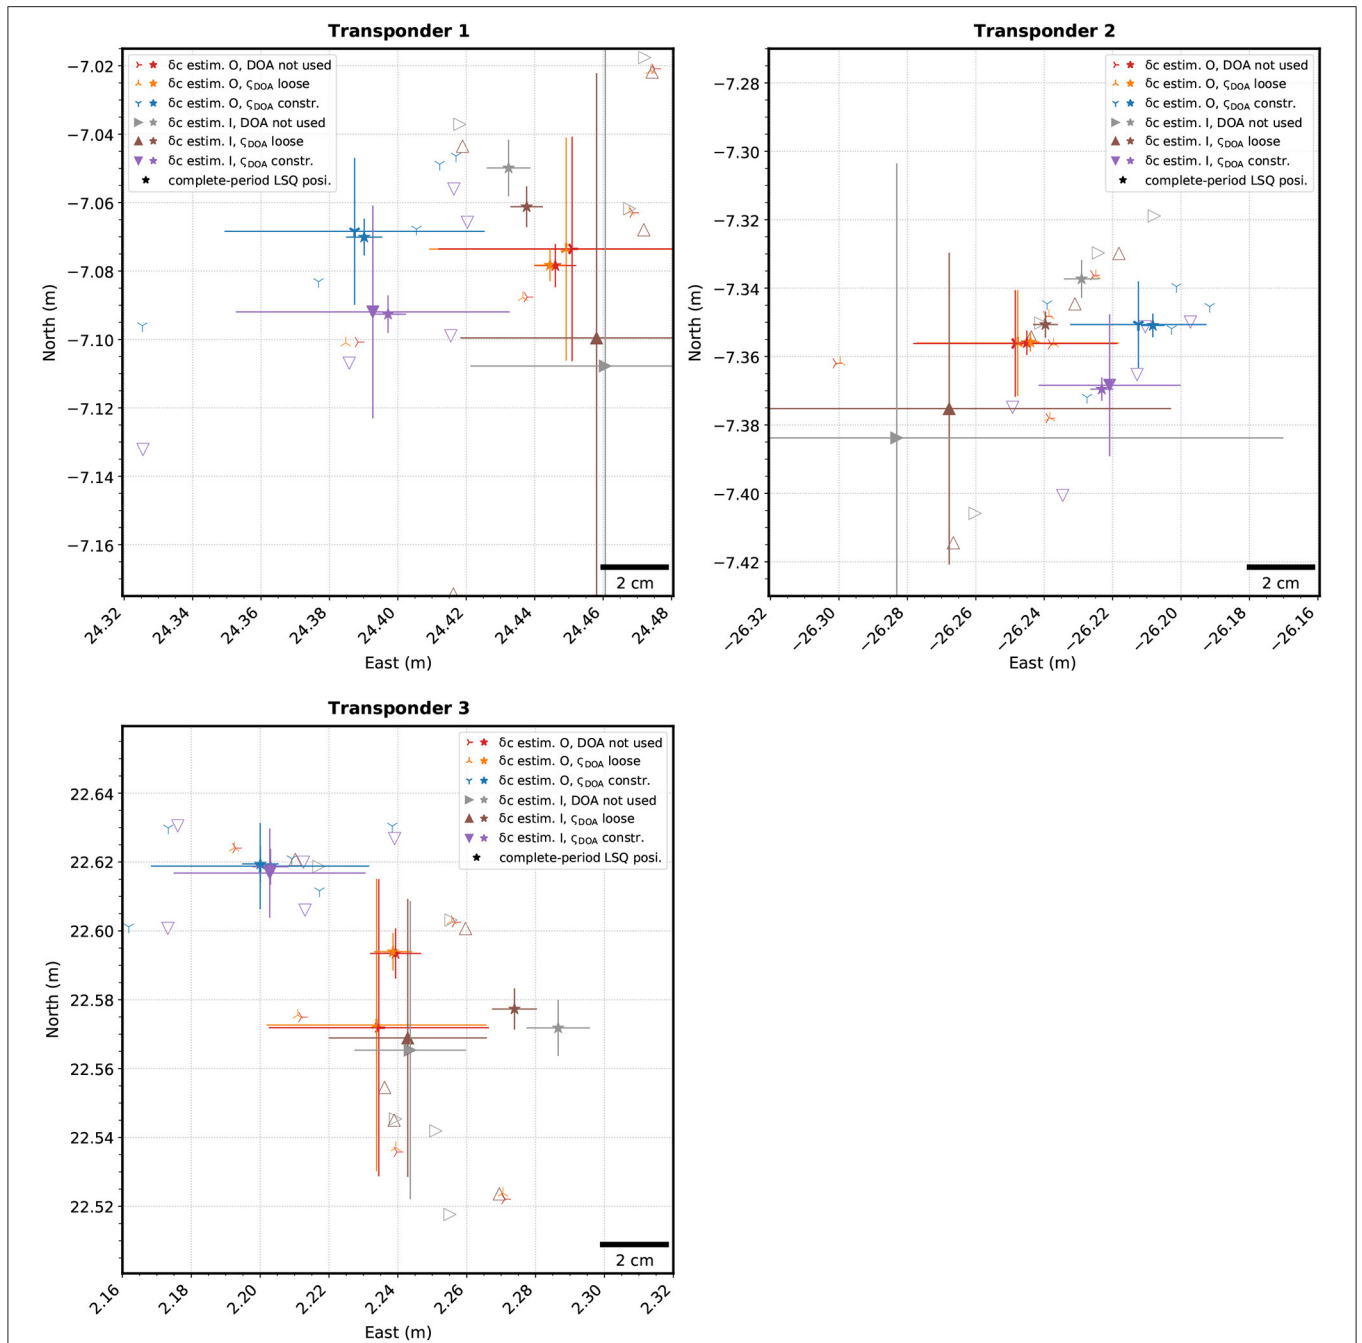 Transponder 1
δc estim. O, DOA not used
δc estim. O, ςDOA loose
δc estim. O, ςDOA constr.
δc estim. I, DOA not used
δc estim. I, ςDOA loose
δc estim. I, ςDOA constr.
complete-period LSQ posi.
−7.02
−7.04
−7.06
−7.08
−7.10
−7.12
−7.14
−7.16
North (m)
2 cm
24.32 24.34 24.36 24.38 24.40 24.42 24.44 24.46 24.48
East (m)
Transponder 2
δc estim. O, DOA not used
δc estim. O, ςDOA loose
δc estim. O, ςDOA constr.
δc estim. I, DOA not used
δc estim. I, ςDOA loose
δc estim. I, ςDOA constr.
complete-period LSQ posi.
−7.28
−7.30
−7.32
−7.34
−7.36
−7.38
−7.40
−7.42
North (m)
2 cm
−26.32 −26.30 −26.28 −26.26 −26.24 −26.22 −26.20 −26.18 −26.16
East (m)
Transponder 3
δc estim. O, DOA not used
δc estim. O, ςDOA loose
δc estim. O, ςDOA constr.
δc estim. I, DOA not used
δc estim. I, ςDOA loose
δc estim. I, ςDOA constr.
complete-period LSQ posi.
22.64
22.62
22.60
22.58
22.56
22.54
22.52
North (m)
2 cm
2.16 2.18 2.20 2.22 2.24 2.26 2.28 2.30 2.32
East (m)